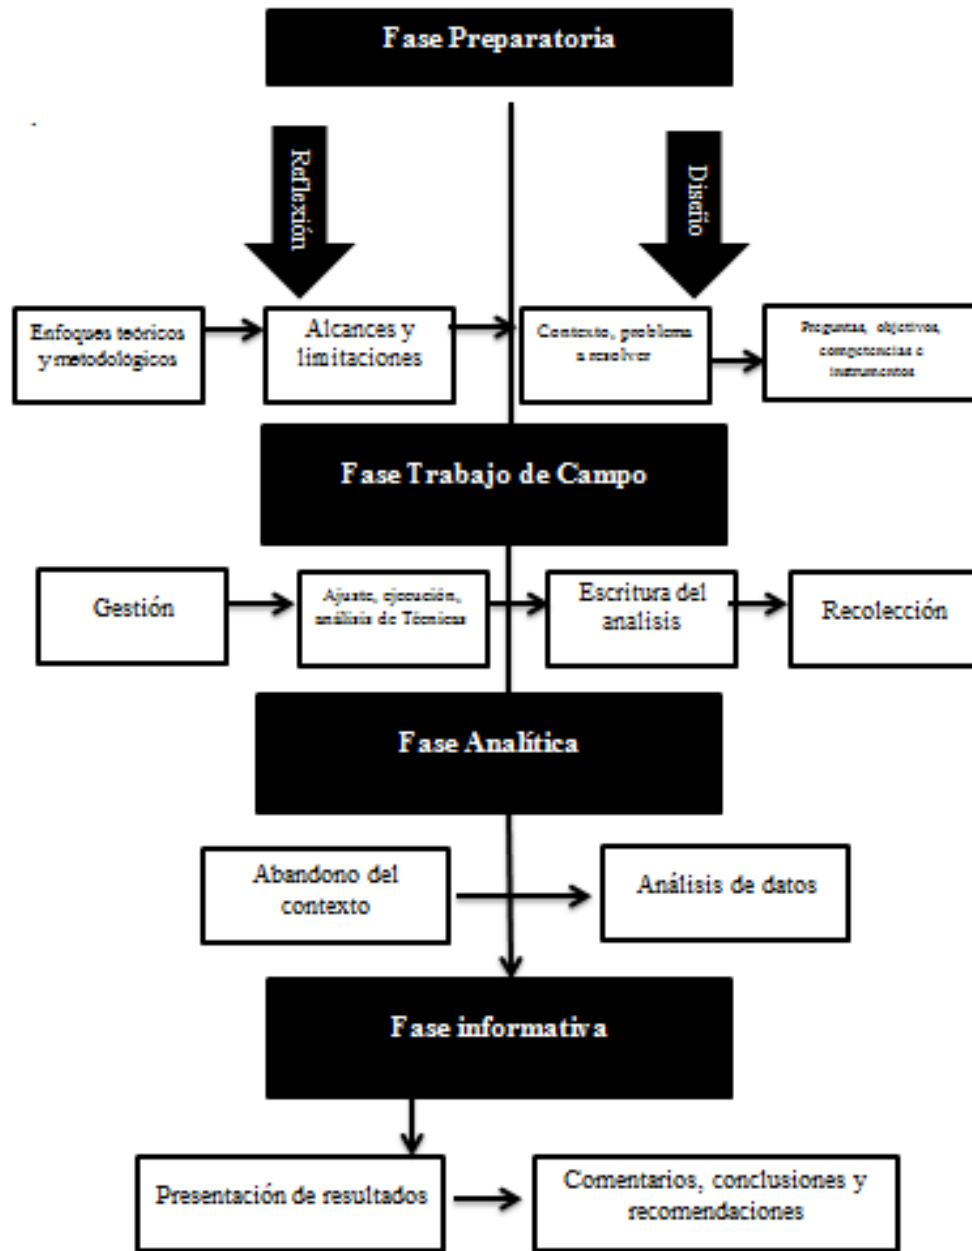 Fase Preparatoria
Reflexión
Diseño
Enfoques teóricos
y metodológicos
Alcances y
limitaciones
Contexto, problema
a resolver
Preguntas, objetivos,
competencias e
instrumentos
Fase Trabajo de Campo
Gestión
Ajuste, ejecución,
análisis de Técnicas
Escritura del
analisis
Recolección
Fase Analítica
Abandono del
contexto
Análisis de datos
Fase informativa
Presentación de resultados
Comentarios, conclusiones y
recomendaciones